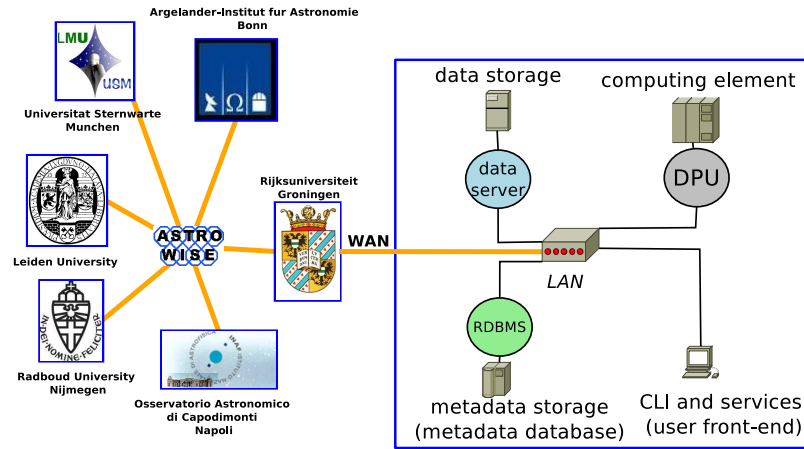 Argelander-Institut fur Astronomie
Bonn
LMU
USM
Ω
Universitat Sternwarte
Munchen
Leiden University
ASTRO
WISE
Rijksuniversiteit
Groningen
WAN
IN·DEI·NOMINE·FELICITER
Radboud University
Nijmegen
Osservatorio Astronomico
di Capodimonti
Napoli
data storage
computing element
data
server
DPU
LAN
RDBMS
metadata storage
(metadata database)
CLI and services
(user front-end)